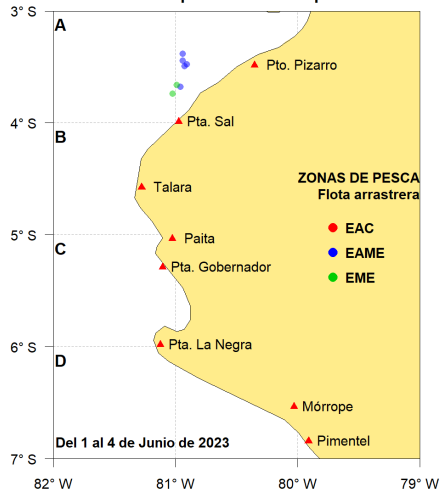 3° S
A
Pto. Pizarro
4° S
Pta. Sal
B
ZONAS DE PESCA
Talara
Flota arrastrera
EAC
5° S
Paita
C
EAME
Pta. Gobernador
EME
6° S
Pta. La Negra
D
Mórrope
Del 1 al 4 de Junio de 2023
Pimentel
7° S
82° W
81° W
80° W
79° W